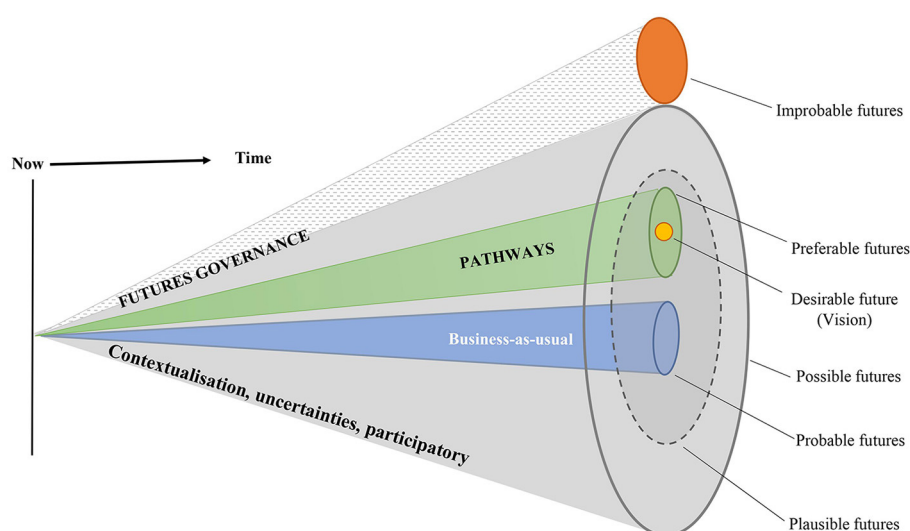 Improbable futures
Now
Time
FUTURES GOVERNANCE
PATHWAYS
Preferable futures
Desirable future
(Vision)
Business-as-usual
Contextualisation, uncertainties, participatory
Possible futures
Probable futures
Plausible futures